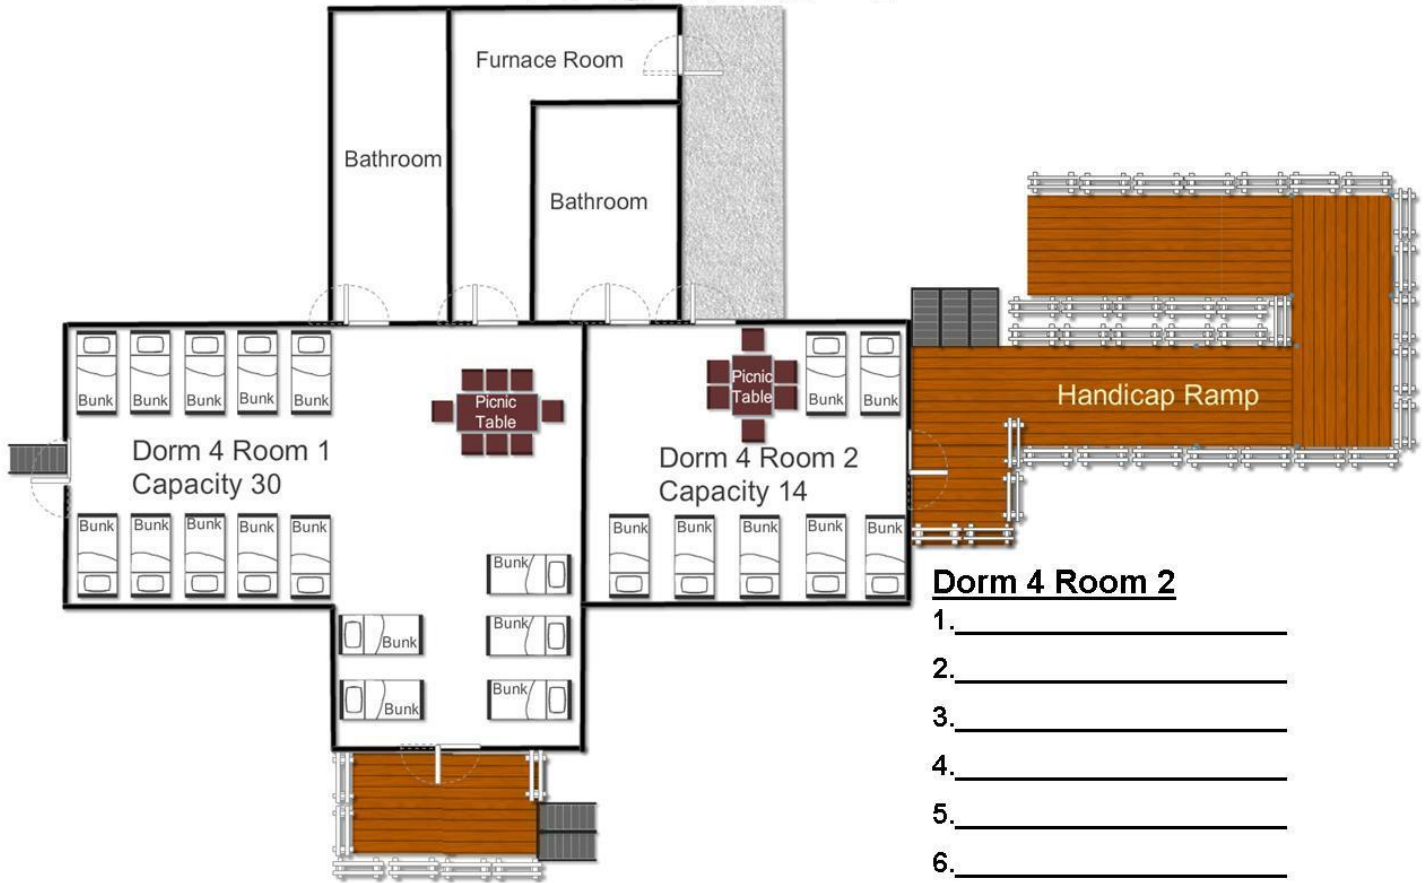 Furnace Room
Bathroom
Bathroom
Bunk Bunk Bunk Bunk Bunk
Picnic
Table
Picnic
Table
Bunk Bunk
Handicap Ramp
Dorm 4 Room 1
Capacity 30
Dorm 4 Room 2
Capacity 14
Bunk Bunk Bunk Bunk Bunk
Bunk Bunk Bunk Bunk Bunk
Bunk
Bunk
Bunk
Bunk
Bunk
Dorm 4 Room 2
1.
2.
3.
4.
5.
6.